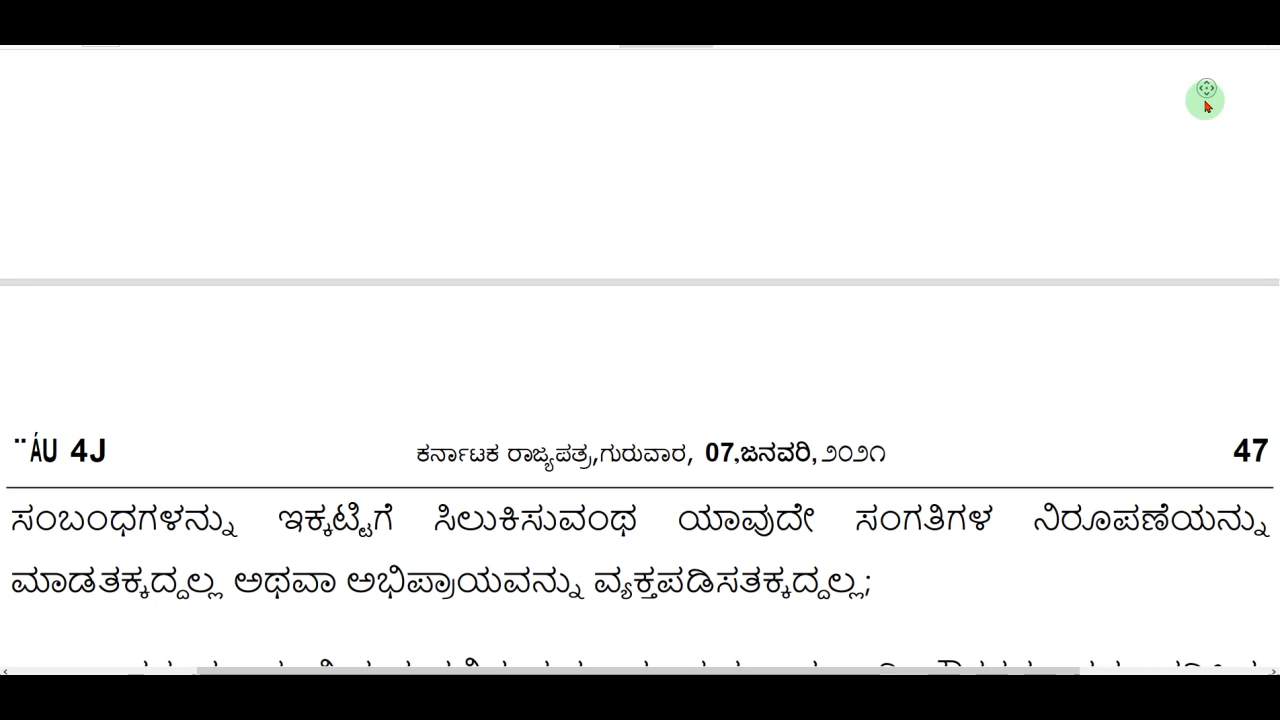 ¨ÁU 4J ಕರ್ನಾಟಕ ರಾಜ್ಯಪತ್ರ,ಗುರುವಾರ, 07,ಜನವರಿ, ೨೦೨೧ 47
ಸಂಬಂಧಗಳನ್ನು ಇಕ್ಕಟ್ಟಿಗೆ ಸಿಲುಕಿಸುವಂಥ ಯಾವುದೇ ಸಂಗತಿಗಳ ನಿರೂಪಣೆಯನ್ನು
ಮಾಡತಕ್ಕದ್ದಲ್ಲ ಅಥವಾ ಅಭಿಪ್ರಾಯವನ್ನು ವ್ಯಕ್ತಪಡಿಸತಕ್ಕದ್ದಲ್ಲ;